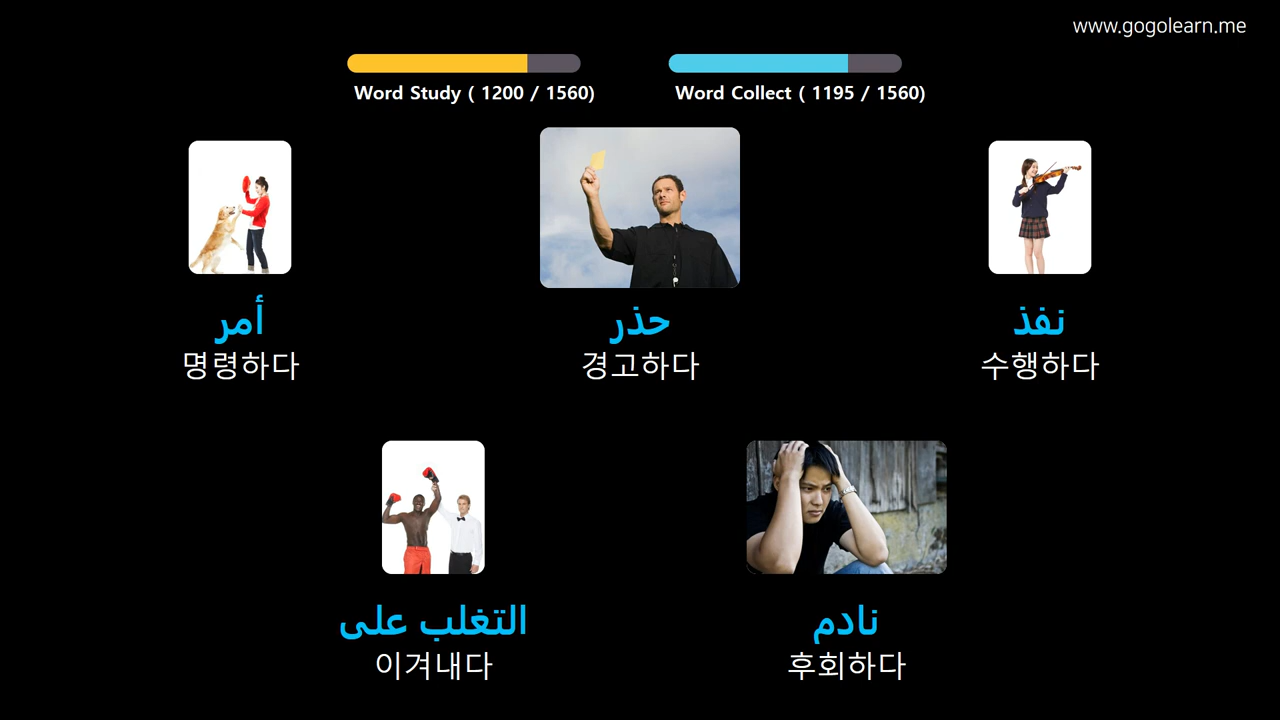 www.gogolearn.me
Word Study ( 1200 / 1560)
Word Collect ( 1195 / 1560)
أمر
명령하다
حذر
경고하다
نفذ
수행하다
التغلب على
이겨내다
نادم
후회하다